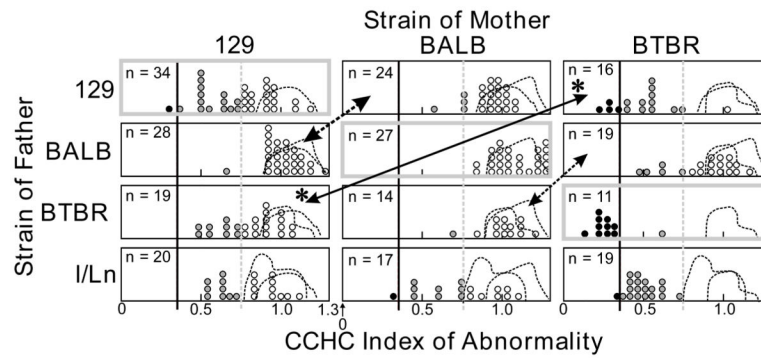 Strain of Mother
129 BALB BTBR
Strain of Father
129 n = 34 n = 24 n = 16 *
BALB n = 28 n = 27 n = 19
BTBR n = 19 * n = 14 n = 11
I/Ln n = 20 n = 17 n = 19
0 0.5 1.0 1.3 0 0.5 1.0 0 0.5 1.0
CCHC Index of Abnormality